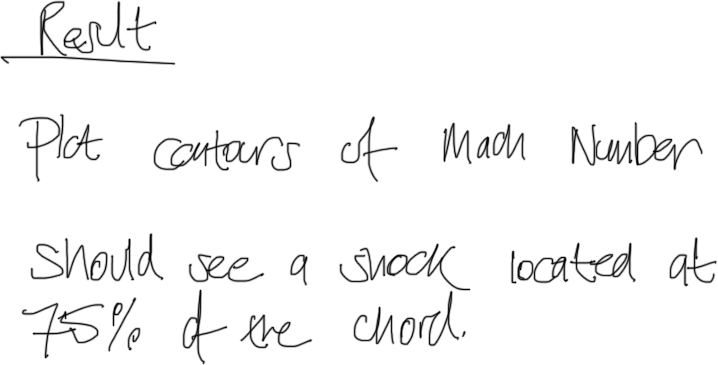 Result
Plot contours of Mach Number
Should see a shock located at
75% of the chord.